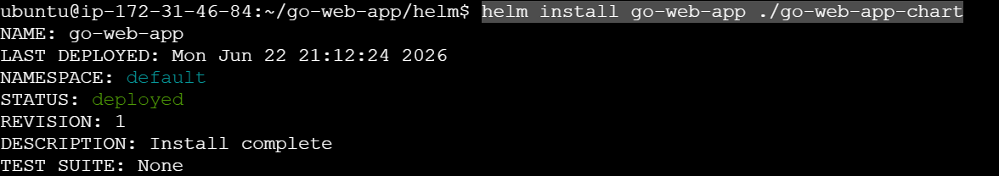 ubuntu@ip-172-31-46-84:~/go-web-app/helm$ helm install go-web-app ./go-web-app-chart
NAME: go-web-app
LAST DEPLOYED: Mon Jun 22 21:12:24 2026
NAMESPACE: default
STATUS: deployed
REVISION: 1
DESCRIPTION: Install complete
TEST SUITE: None